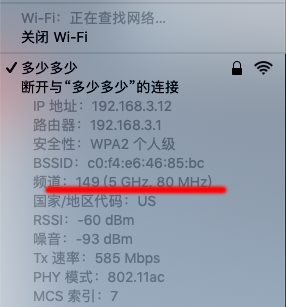 Wi-Fi：正在查找网络...
关闭 Wi-Fi
✓ 多少多少
断开与“多少多少”的连接
IP 地址：192.168.3.12
路由器：192.168.3.1
安全性：WPA2 个人级
BSSID：c0:f4:e6:46:85:bc
频道：149 (5 GHz, 80 MHz)
国家/地区代码：US
RSSI：-60 dBm
噪音：-93 dBm
Tx 速率：585 Mbps
PHY 模式：802.11ac
MCS 索引：7